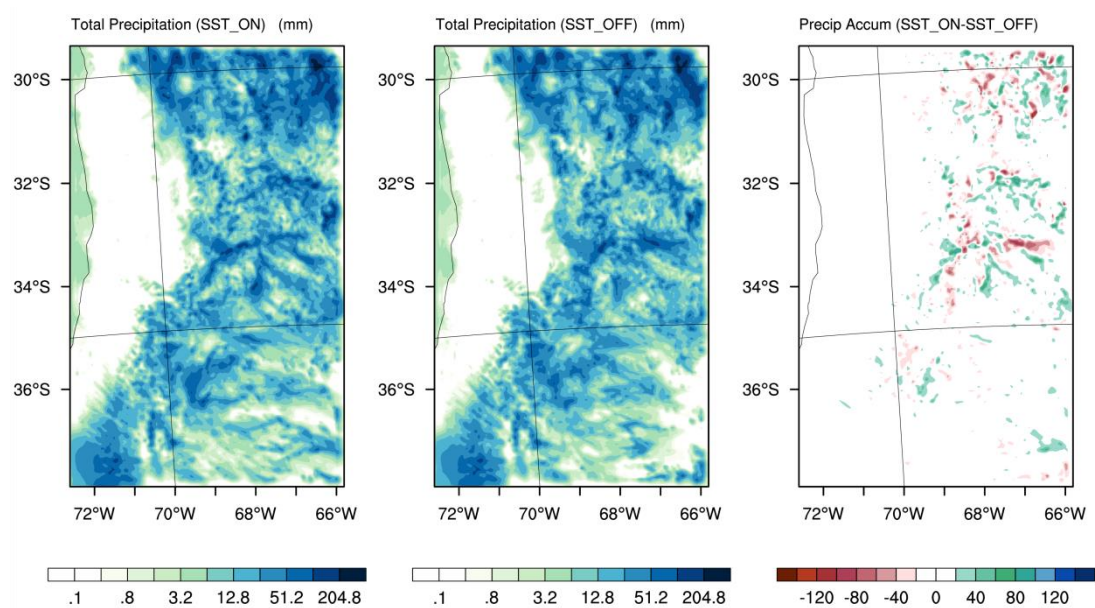 Total Precipitation (SST_ON) (mm)
Total Precipitation (SST_OFF) (mm)
Precip Accum (SST_ON-SST_OFF)
30°S
32°S
34°S
36°S
72°W 70°W 68°W 66°W
30°S
32°S
34°S
36°S
72°W 70°W 68°W 66°W
30°S
32°S
34°S
36°S
72°W 70°W 68°W 66°W
.1 .8 3.2 12.8 51.2 204.8
.1 .8 3.2 12.8 51.2 204.8
-120 -80 -40 0 40 80 120